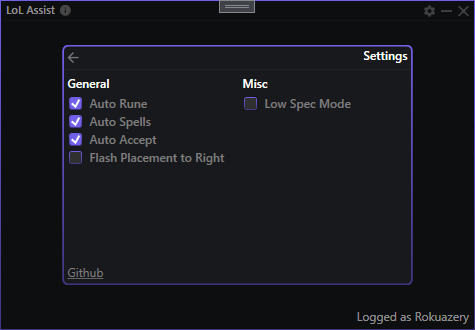 LoL Assist
Settings
General
Misc
Auto Rune
Low Spec Mode
Auto Spells
Auto Accept
Flash Placement to Right
Github
Logged as Rokuazery